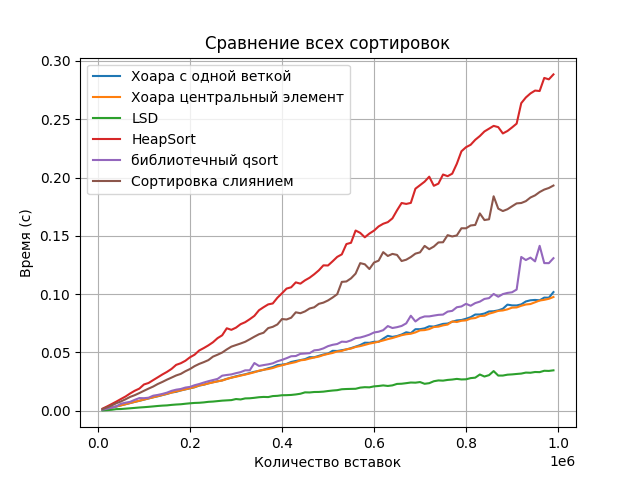 Сравнение всех сортировок
Хоара с одной веткой
Хоара центральный элемент
LSD
HeapSort
библиотечный qsort
Сортировка слиянием
Время (с)
0.30
0.25
0.20
0.15
0.10
0.05
0.00
0.0 0.2 0.4 0.6 0.8 1.0
1e6
Количество вставок